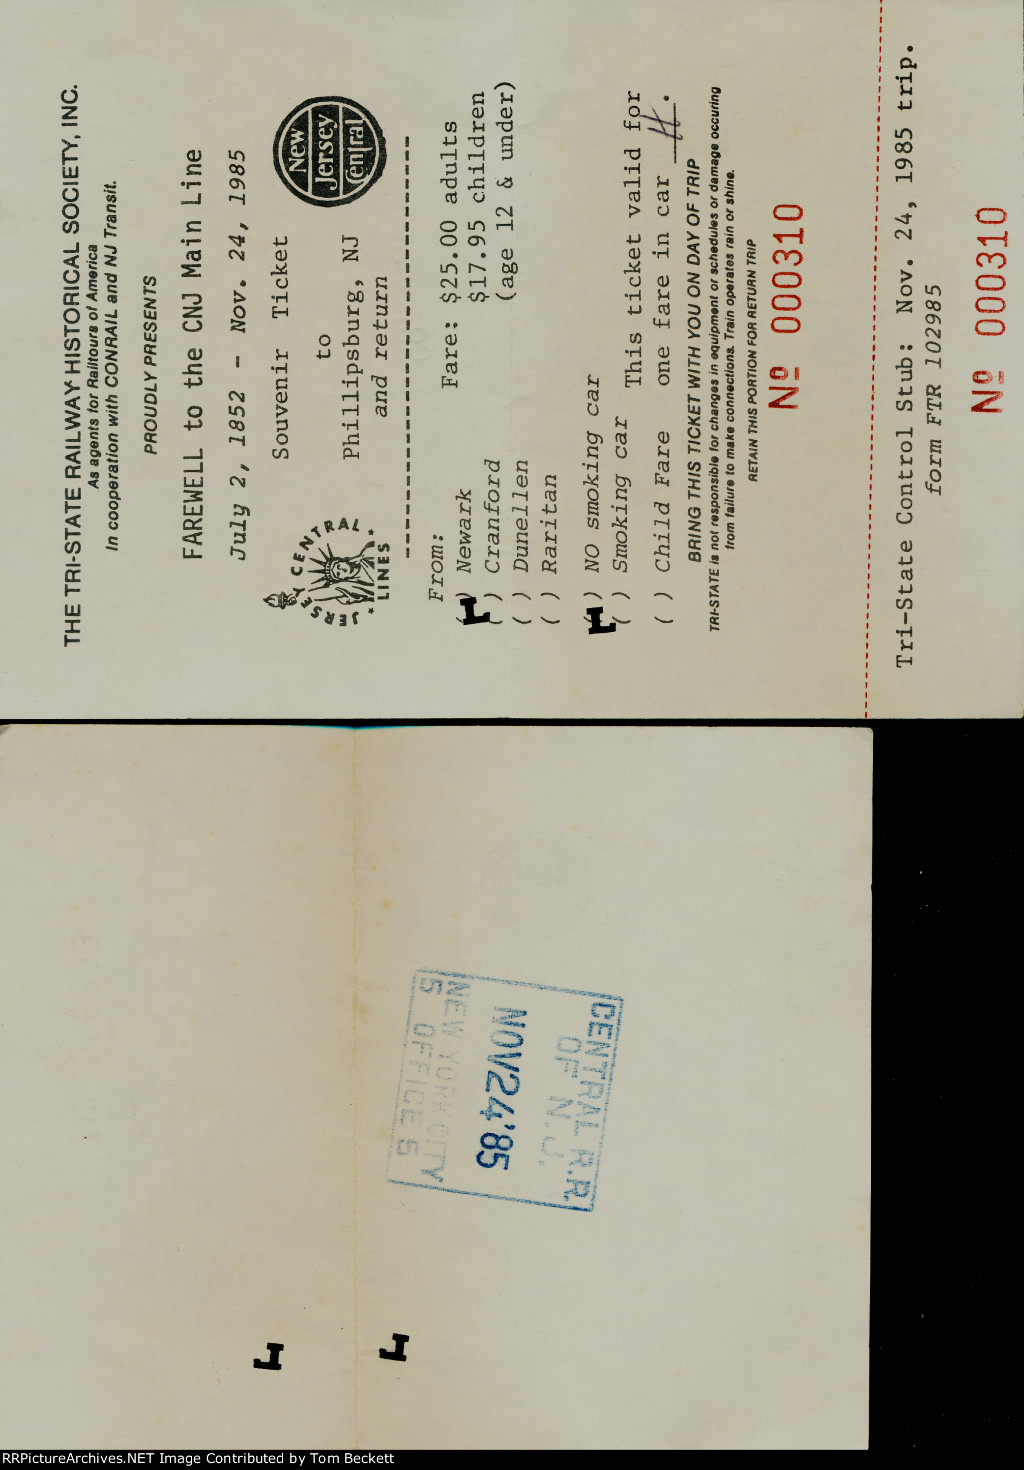 THE TRI-STATE RAILWAY HISTORICAL SOCIETY, INC.
As agents for Railtours of America
In cooperation with CONRAIL and NJ Transit.
PROUDLY PRESENTS
FAREWELL to the CNJ Main Line
July 2, 1852 - Nov. 24, 1985
JERSEY CENTRAL
LINES
Souvenir Ticket
to
Phillipsburg, NJ
and return
New
Jersey
Central
From:
( ) Newark
( ) Cranford
( ) Dunellen
( ) Raritan
Fare: $25.00 adults
$17.95 children
(age 12 & under)
( ) NO smoking car
( ) Smoking car
( ) Child Fare
This ticket valid for
one fare in car H.
BRING THIS TICKET WITH YOU ON DAY OF TRIP
TRI-STATE is not responsible for changes in equipment or schedules or damage occuring
from failure to make connections. Train operates rain or shine.
RETAIN THIS PORTION FOR RETURN TRIP
Nº 000310
Tri-State Control Stub: Nov. 24, 1985 trip.
form FTR 102985
Nº 000310
CENTRAL R.R.
OF N.J.
NOV24'85
NEW YORK CITY
5 OFFICE 5
RRPictureArchives.NET Image Contributed by Tom Beckett